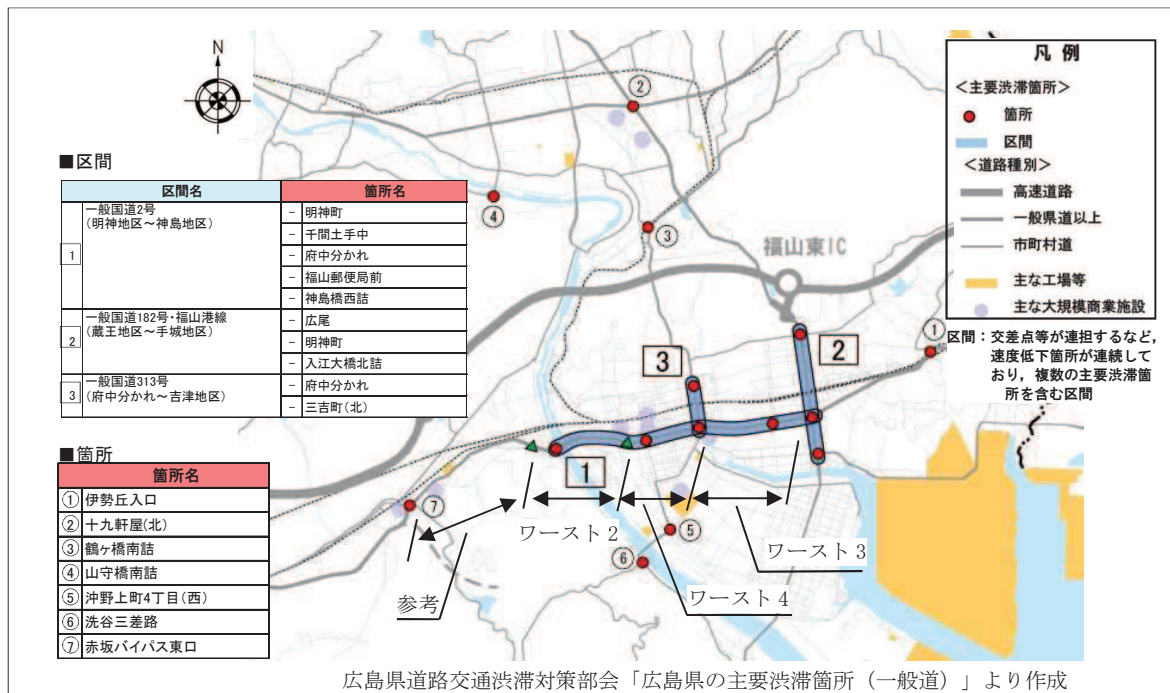 N
■区間
区間名 箇所名
1 一般国道2号
(明神地区～神島地区)
－ 明神町
－ 千間土手中
－ 府中分かれ
－ 福山郵便局前
－ 神島橋西詰
2 一般国道182号・福山港線
(蔵王地区～手城地区)
－ 広尾
－ 明神町
－ 入江大橋北詰
3 一般国道313号
(府中分かれ～吉津地区)
－ 府中分かれ
－ 三吉町(北)
■箇所
箇所名
① 伊勢丘入口
② 十九軒屋(北)
③ 鶴ヶ橋南詰
④ 山守橋南詰
⑤ 沖野上町4丁目(西)
⑥ 洗谷三差路
⑦ 赤坂バイパス東口
②
④
③
福山東IC
①
3
2
1
⑦
⑤
⑥
ワースト2
ワースト3
ワースト4
参考
凡 例
＜主要渋滞箇所＞
箇所
区間
＜道路種別＞
高速道路
一般県道以上
市町村道
主な工場等
主な大規模商業施設
区間：交差点等が連担するなど，
速度低下箇所が連続して
おり，複数の主要渋滞箇
所を含む区間
広島県道路交通渋滞対策部会「広島県の主要渋滞箇所（一般道）」より作成